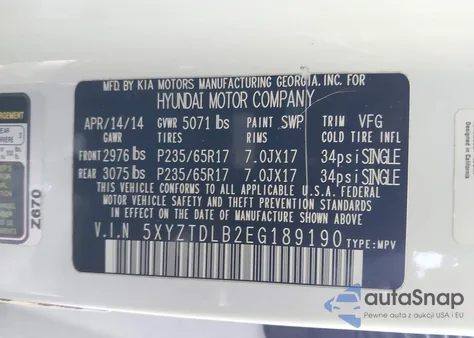 MFD.BY KIA MOTORS MANUFACTURING GEORGIA.INC.FOR
HYUNDAI MOTOR COMPANY
APR/14/14 GVWR 5071 lbs PAINT SWP TRIM VFG
GAWR TIRES RIMS COLD TIRE INFL
FRONT 2976 lbs P235/65R17 7.0JX17 34psi SINGLE
REAR 3075 lbs P235/65R17 7.0JX17 34psi SINGLE
THIS VEHICLE CONFORMS TO ALL APPLICABLE U.S.A. FEDERAL
MOTOR VEHICLE SAFETY, BUMPER, AND THEFT PREVENTION
STANDARDS IN EFFECT ON THE DATE OF MANUFACTURE SHOWN ABOVE.
V.I.N 5XYZTDLB2EG189190 TYPE:MPV
Z670
autoSnap
Pewne auta z aukcji USA i EU